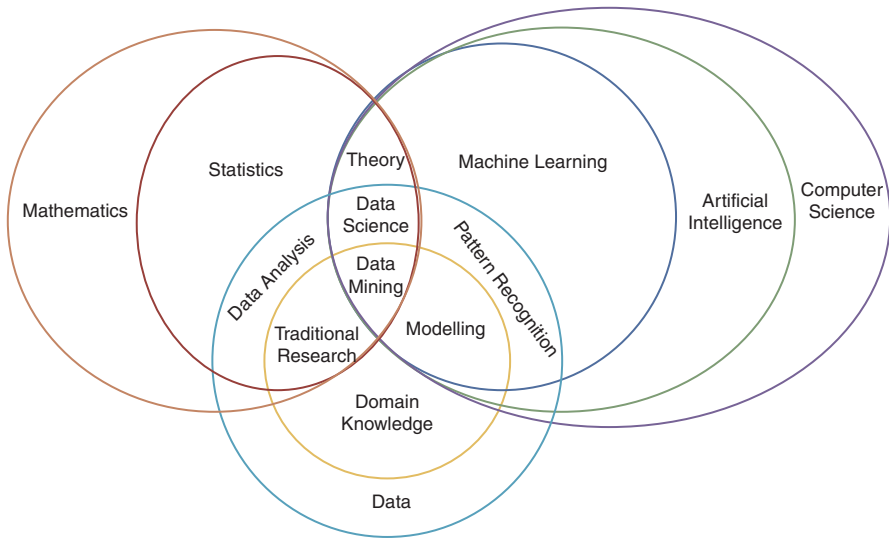 Theory
Machine Learning
Statistics
Mathematics
Artificial
Intelligence
Computer
Science
Data
Science
Data Analysis
Pattern Recognition
Data
Mining
Traditional
Research
Modelling
Domain
Knowledge
Data